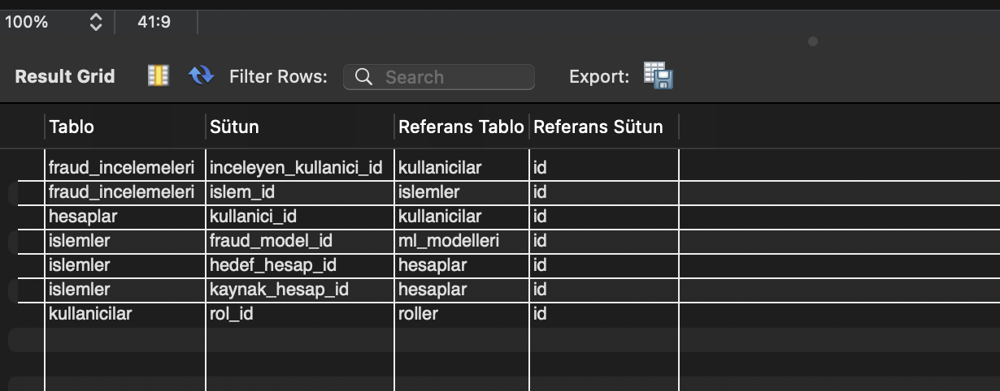 100% 41:9
Result Grid Filter Rows: Search Export:
Tablo Sütun Referans Tablo Referans Sütun
fraud_incelemeleri inceleyen_kullanici_id kullanicilar id
fraud_incelemeleri islem_id islemler id
hesaplar kullanici_id kullanicilar id
islemler fraud_model_id ml_modelleri id
islemler hedef_hesap_id hesaplar id
islemler kaynak_hesap_id hesaplar id
kullanicilar rol_id roller id